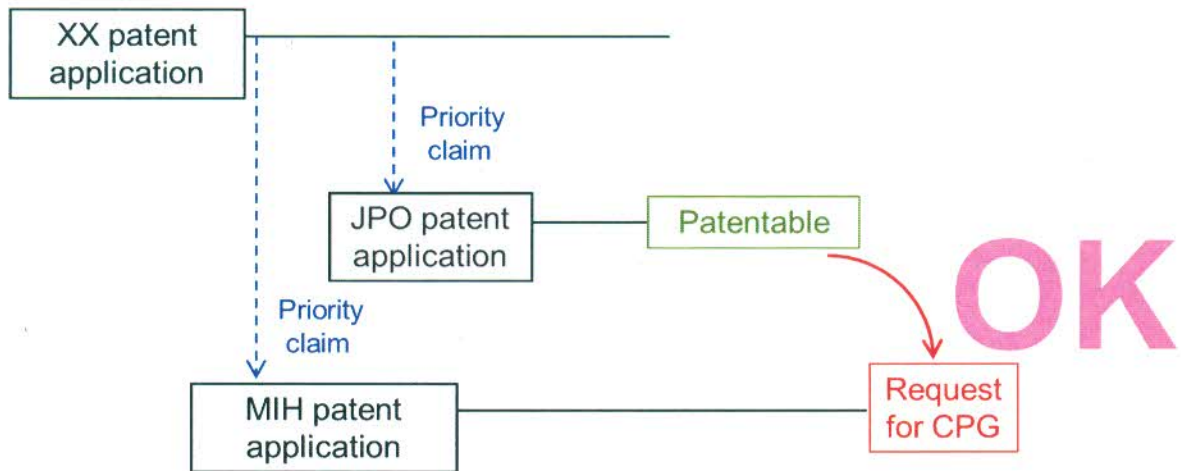 XX patent
application
Priority
claim
JPO patent
application
Patentable
OK
Priority
claim
MIH patent
application
Request
for CPG